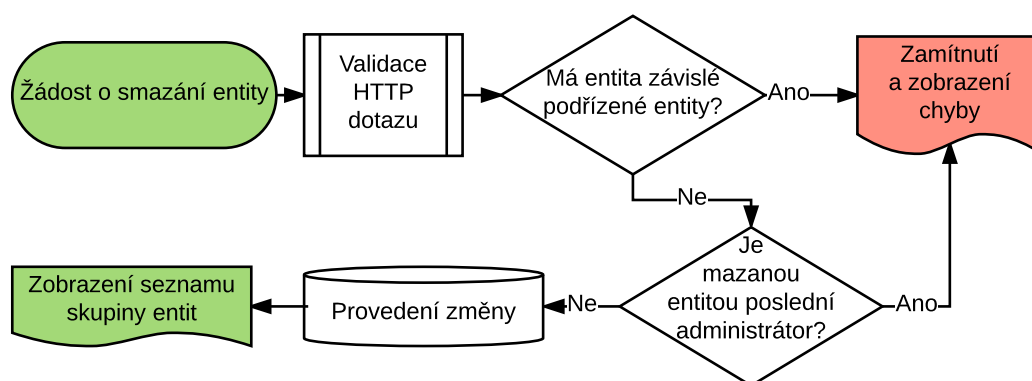 Žádost o smazání entity
Validace
HTTP
dotazu
Má entita závislé
podřízené entity?
Ano
Zamítnutí
a zobrazení
chyby
Ne
Je
mazanou
entitou poslední
administrátor?
Ano
Ne
Provedení změny
Zobrazení seznamu
skupiny entit